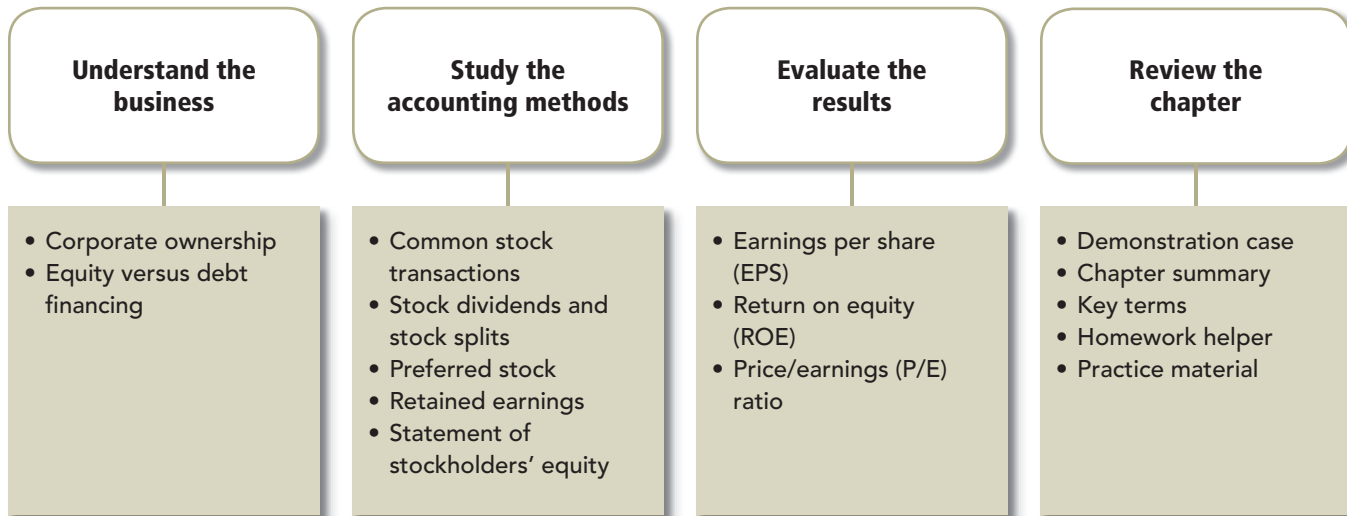 Understand the
business
• Corporate ownership
• Equity versus debt
financing
Study the
accounting methods
• Common stock
transactions
• Stock dividends and
stock splits
• Preferred stock
• Retained earnings
• Statement of
stockholders’ equity
Evaluate the
results
• Earnings per share
(EPS)
• Return on equity
(ROE)
• Price/earnings (P/E)
ratio
Review the
chapter
• Demonstration case
• Chapter summary
• Key terms
• Homework helper
• Practice material